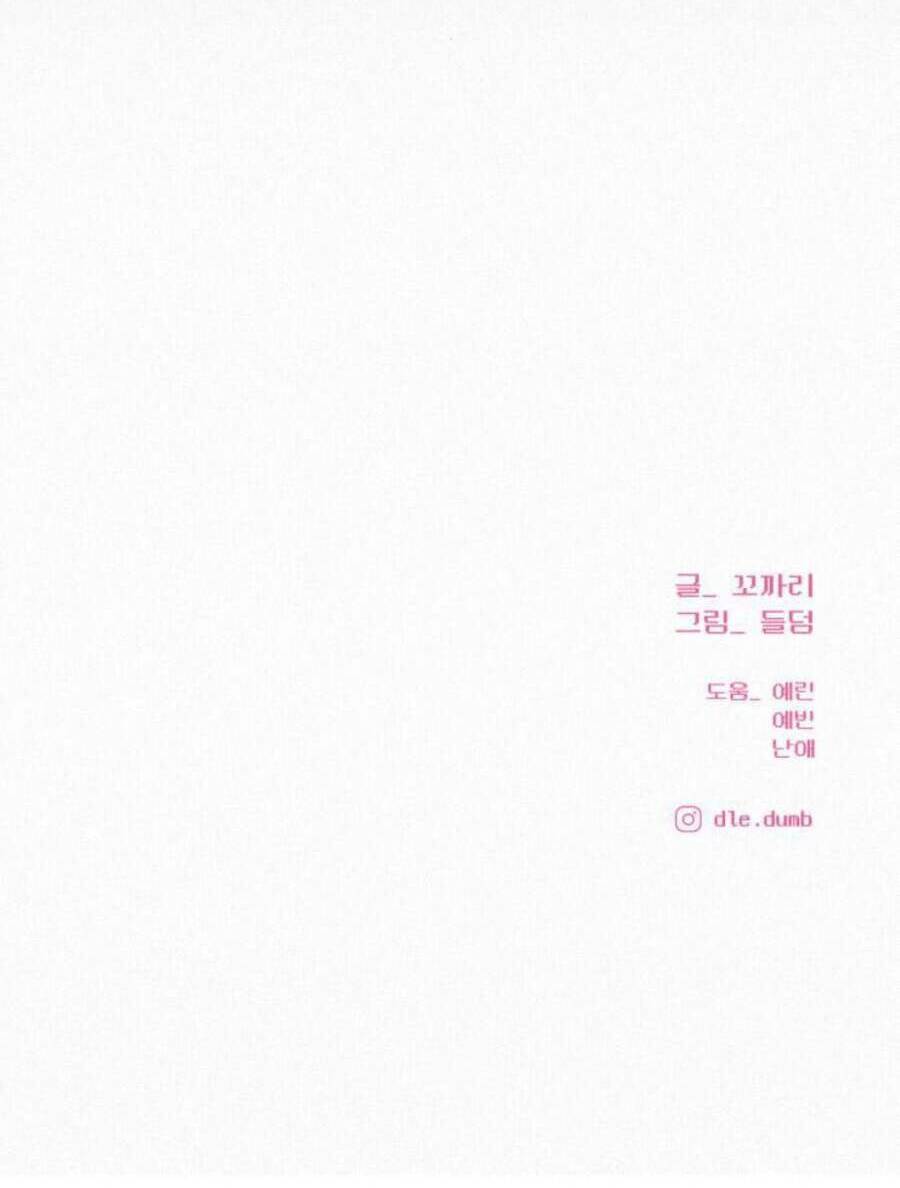 글_ 꼬까리
그림_ 들덤
도움_ 예린
예빈
난애
dle.dumb